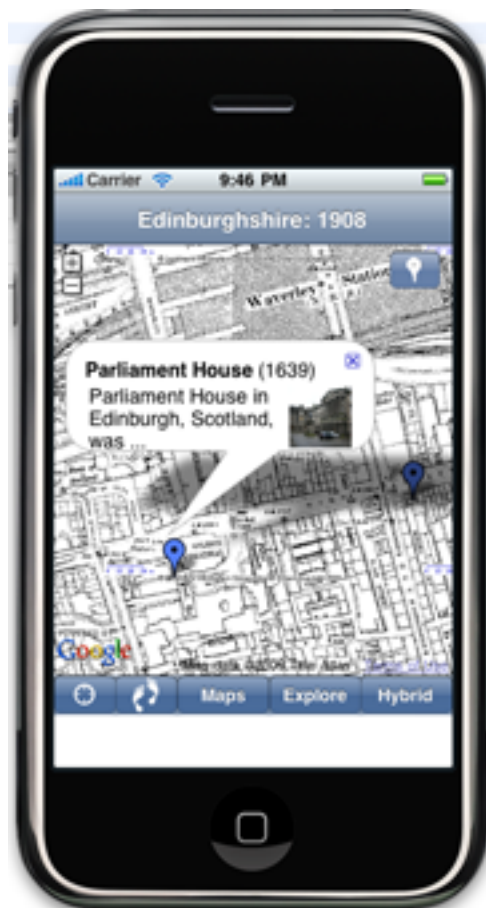 Carrier 9:46 PM
Edinburghshire: 1908
+
Waverley Station
−
Parliament House (1639)
Parliament House in
Edinburgh, Scotland,
was ...
Google
Maps Explore Hybrid